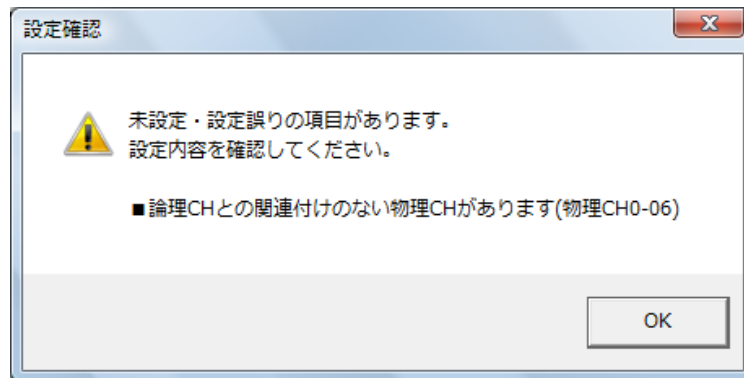 設定確認
未設定・設定誤りの項目があります。
設定内容を確認してください。
■論理CHとの関連付けのない物理CHがあります(物理CH0-06)
OK